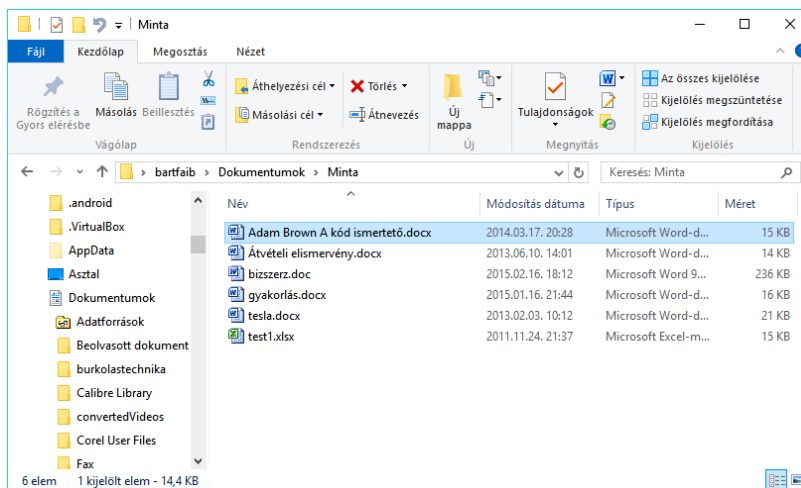 Minta
Fájl Kezdőlap Megosztás Nézet
Rögzítés a Gyors elérésbe
Másolás
Beillesztés
Vágólap
Áthelyezési cél
Másolási cél
Törlés
Átnevezés
Rendszerezés
Új mappa
Új
Tulajdonságok
Megnyitás
Az összes kijelölése
Kijelölés megszüntetése
Kijelölés megfordítása
Kijelölés
bartfaib > Dokumentumok > Minta
Keresés: Minta
.android
.VirtualBox
AppData
Asztal
Dokumentumok
Adatforrások
Beolvasott dokument
burkolastechnika
Calibre Library
convertedVideos
Corel User Files
Fax
Név Módosítás dátuma Típus Méret
Adam Brown A kód ismertető.docx 2014.03.17. 20:28 Microsoft Word-d... 15 KB
Átvételi elismervény.docx 2013.06.10. 14:01 Microsoft Word-d... 14 KB
bizszerz.doc 2015.02.16. 18:12 Microsoft Word 9... 236 KB
gyakorlás.docx 2015.01.16. 21:44 Microsoft Word-d... 16 KB
tesla.docx 2013.02.03. 10:12 Microsoft Word-d... 21 KB
test1.xlsx 2011.11.24. 21:37 Microsoft Excel-m... 15 KB
6 elem 1 kijelölt elem - 14,4 KB